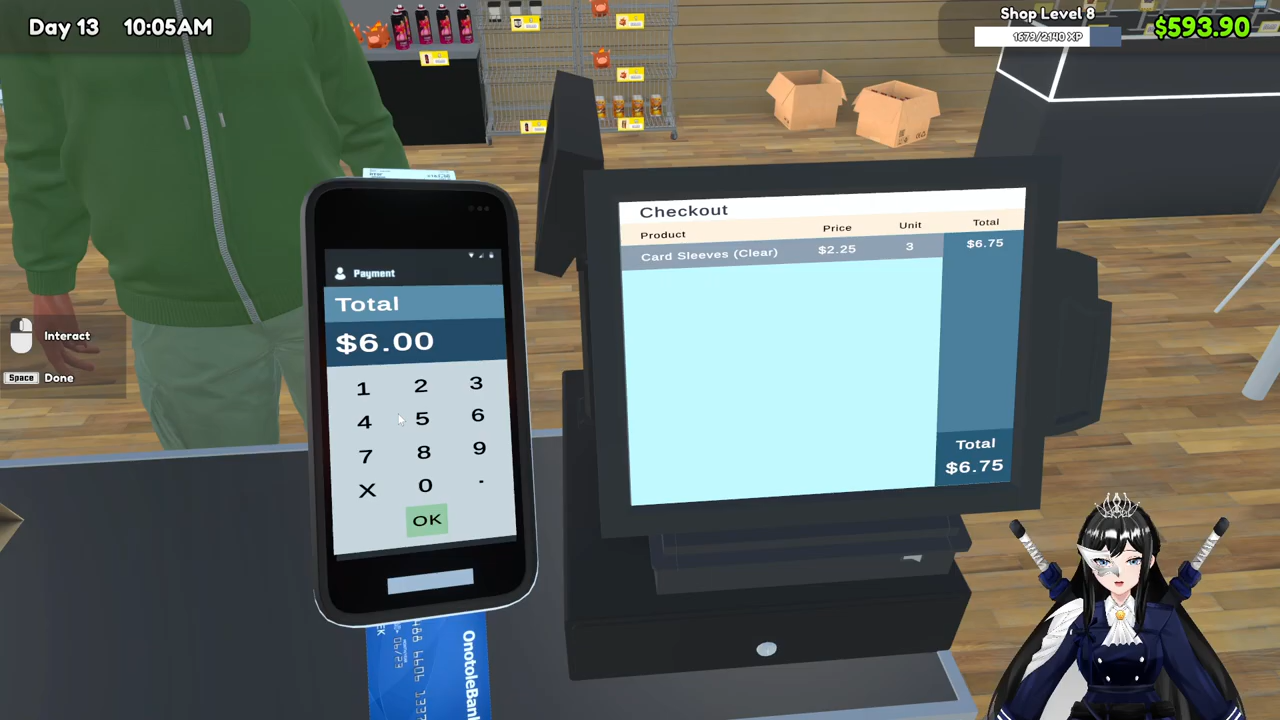 Day 13 10:05AM
Shop Level 8
1679/2140 XP
$593.90
Interact
Space Done
Payment
Total
$6.00
1 2 3
4 5 6
7 8 9
X 0 .
OK
Checkout
Product Price Unit Total
Card Sleeves (Clear) $2.25 3 $6.75
Total
$6.75
OnotoleBank